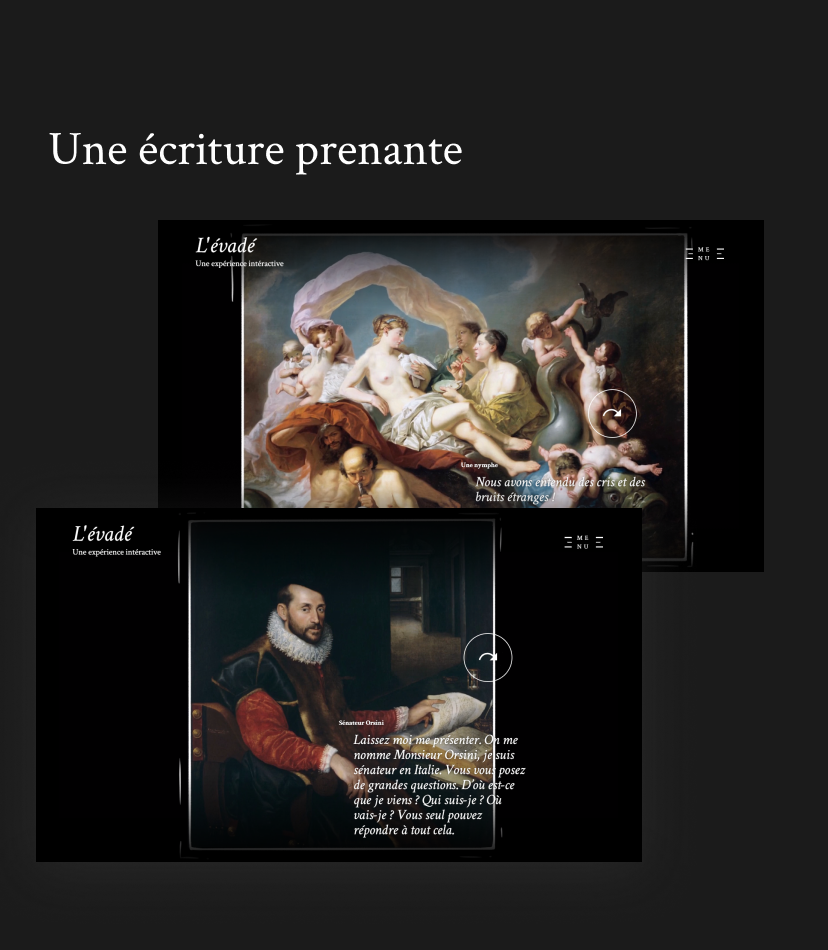 Une écriture prenante
L'évadé
Une expérience intéractive
ME
NU
Une nymphe
Nous avons entendu des cris et des
bruits étranges !
L'évadé
Une expérience intéractive
ME
NU
Sénateur Orsini
Laissez moi me présenter. On me
nomme Monsieur Orsini, je suis
sénateur en Italie. Vous vous posez
de grandes questions. D'où est-ce
que je viens ? Qui suis-je ? Où
vais-je ? Vous seul pouvez
répondre à tout cela.